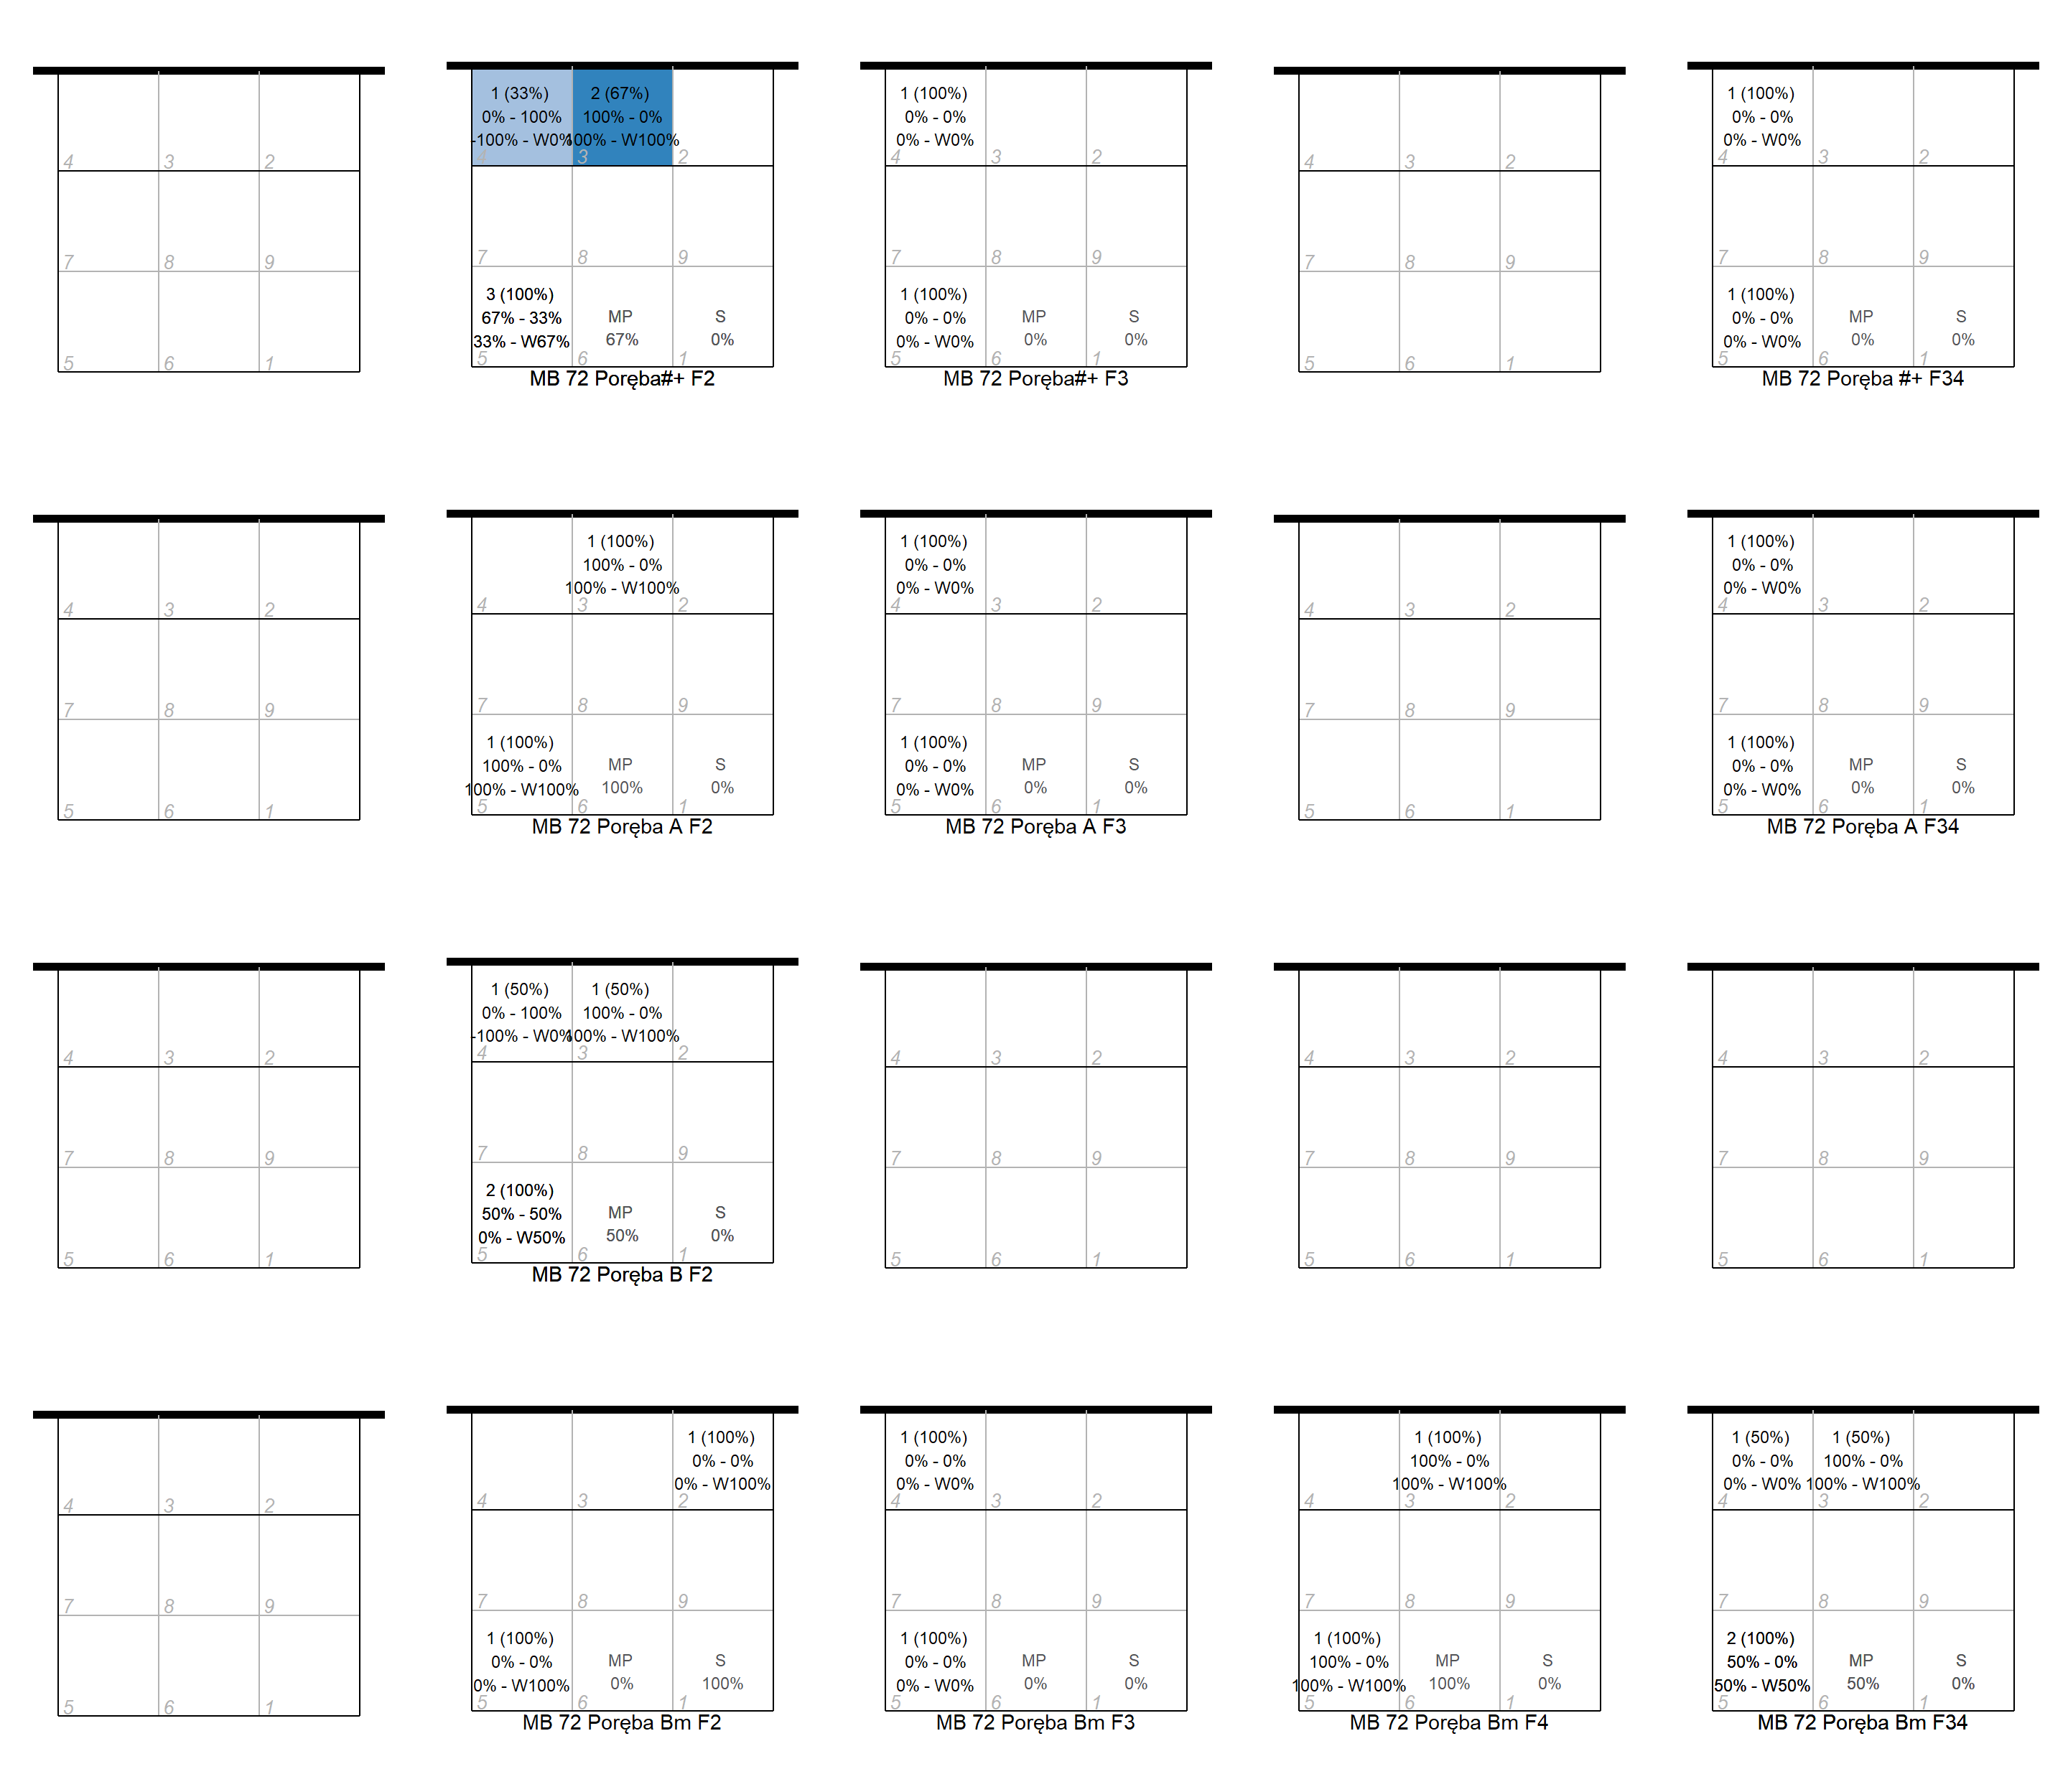 4 3 2
7 8 9
5 6 1
1 (33%) 2 (67%)
0% - 100% 100% - 0%
-100% - W0% 100% - W100%
4 3 2
7 8 9
3 (100%)
67% - 33% MP S
33% - W67% 67% 0%
5 6 1
MB 72 Poręba#+ F2
1 (100%)
0% - 0%
0% - W0%
4 3 2
7 8 9
1 (100%)
0% - 0% MP S
0% - W0% 0% 0%
5 6 1
MB 72 Poręba#+ F3
4 3 2
7 8 9
5 6 1
1 (100%)
0% - 0%
0% - W0%
4 3 2
7 8 9
1 (100%)
0% - 0% MP S
0% - W0% 0% 0%
5 6 1
MB 72 Poręba #+ F34
4 3 2
7 8 9
5 6 1
1 (100%)
100% - 0%
100% - W100%
4 3 2
7 8 9
1 (100%)
100% - 0% MP S
100% - W100% 100% 0%
5 6 1
MB 72 Poręba A F2
1 (100%)
0% - 0%
0% - W0%
4 3 2
7 8 9
1 (100%)
0% - 0% MP S
0% - W0% 0% 0%
5 6 1
MB 72 Poręba A F3
4 3 2
7 8 9
5 6 1
1 (100%)
0% - 0%
0% - W0%
4 3 2
7 8 9
1 (100%)
0% - 0% MP S
0% - W0% 0% 0%
5 6 1
MB 72 Poręba A F34
4 3 2
7 8 9
5 6 1
1 (50%) 1 (50%)
0% - 100% 100% - 0%
-100% - W0% 100% - W100%
4 3 2
7 8 9
2 (100%)
50% - 50% MP S
0% - W50% 50% 0%
5 6 1
MB 72 Poręba B F2
4 3 2
7 8 9
5 6 1
4 3 2
7 8 9
5 6 1
4 3 2
7 8 9
5 6 1
4 3 2
7 8 9
5 6 1
1 (100%)
0% - 0%
0% - W100%
4 3 2
7 8 9
1 (100%)
0% - 0% MP S
0% - W100% 0% 100%
5 6 1
MB 72 Poręba Bm F2
1 (100%)
0% - 0%
0% - W0%
4 3 2
7 8 9
1 (100%)
0% - 0% MP S
0% - W0% 0% 0%
5 6 1
MB 72 Poręba Bm F3
1 (100%)
100% - 0%
100% - W100%
4 3 2
7 8 9
1 (100%)
100% - 0% MP S
100% - W100% 100% 0%
5 6 1
MB 72 Poręba Bm F4
1 (50%) 1 (50%)
0% - 0% 100% - 0%
0% - W0% 100% - W100%
4 3 2
7 8 9
2 (100%)
50% - 0% MP S
50% - W50% 50% 0%
5 6 1
MB 72 Poręba Bm F34